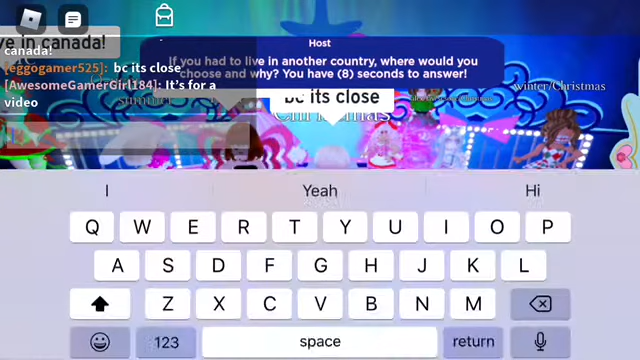 ve in canada!
canada!
[eggogamer525]: bc its close
[AwesomeGamerGirl184]: It's for a
video
Host
If you had to live in another country, where would you
choose and why? You have (8) seconds to answer!
summer
bc its close
Christmas
winter/Christmas
I Yeah Hi
Q W E R T Y U I O P
A S D F G H J K L
Z X C V B N M
123 space return